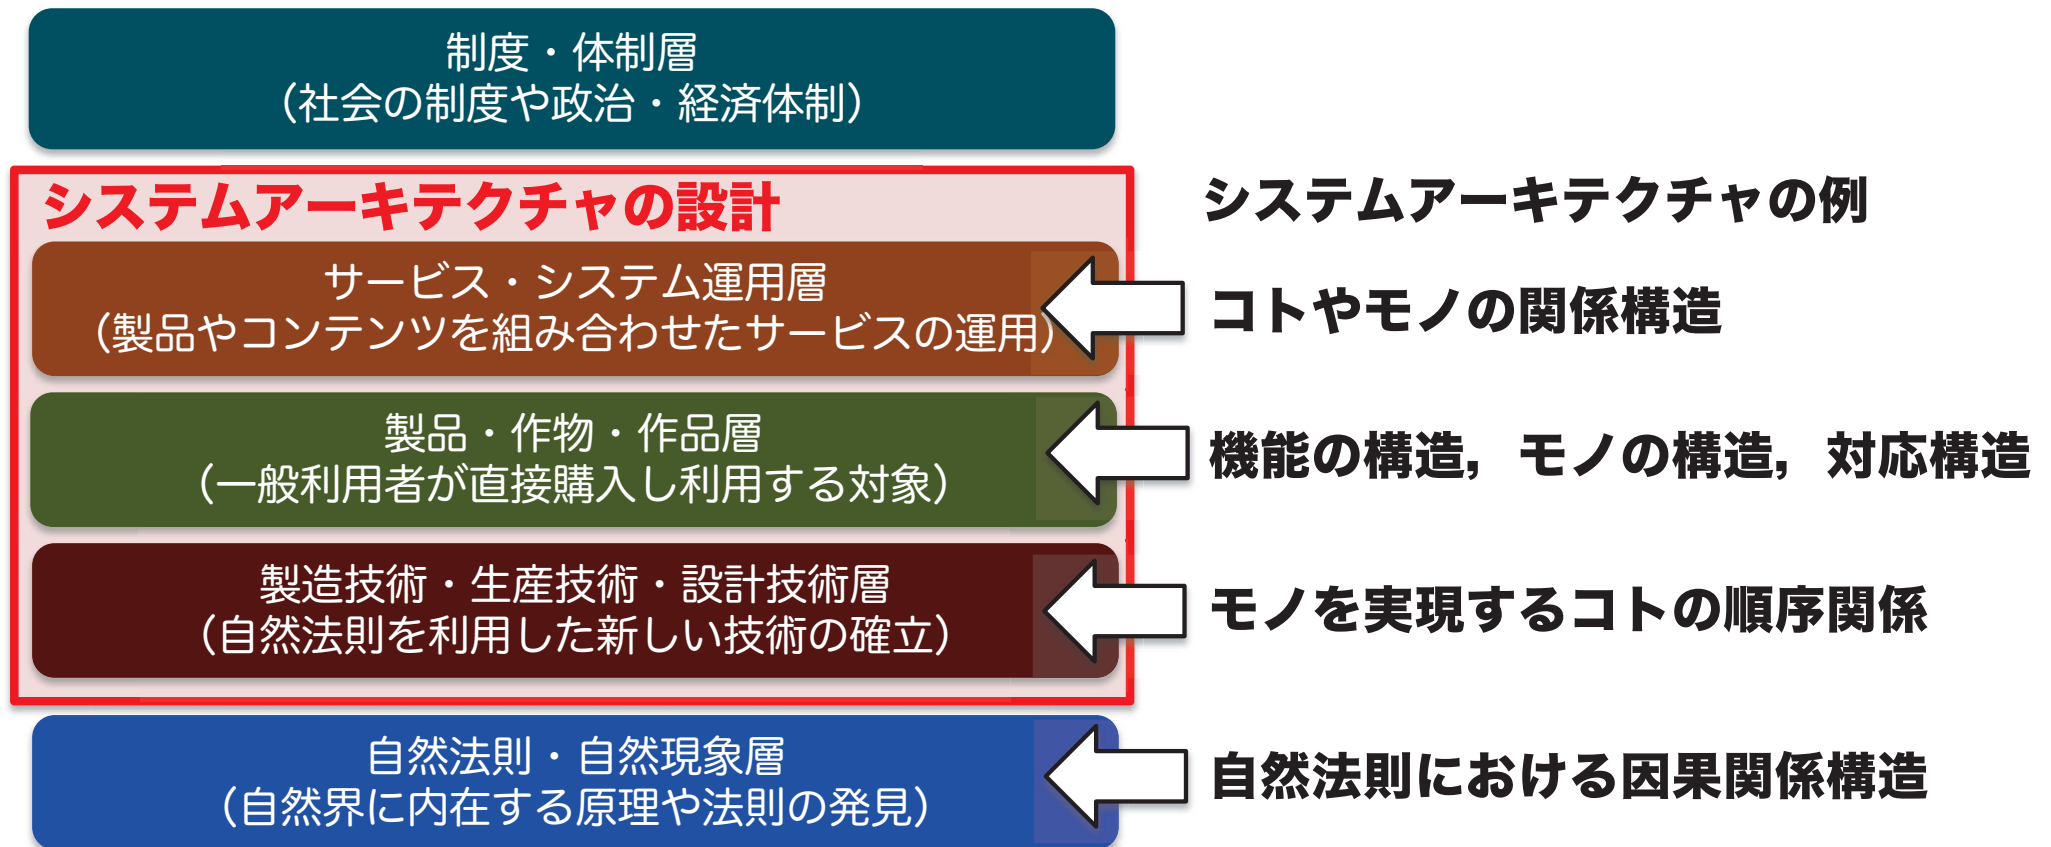 制度・体制層
（社会の制度や政治・経済体制）
システムアーキテクチャの設計
システムアーキテクチャの例
サービス・システム運用層
（製品やコンテンツを組み合わせたサービスの運用）
コトやモノの関係構造
製品・作物・作品層
（一般利用者が直接購入し利用する対象）
機能の構造，モノの構造，対応構造
製造技術・生産技術・設計技術層
（自然法則を利用した新しい技術の確立）
モノを実現するコトの順序関係
自然法則・自然現象層
（自然界に内在する原理や法則の発見）
自然法則における因果関係構造